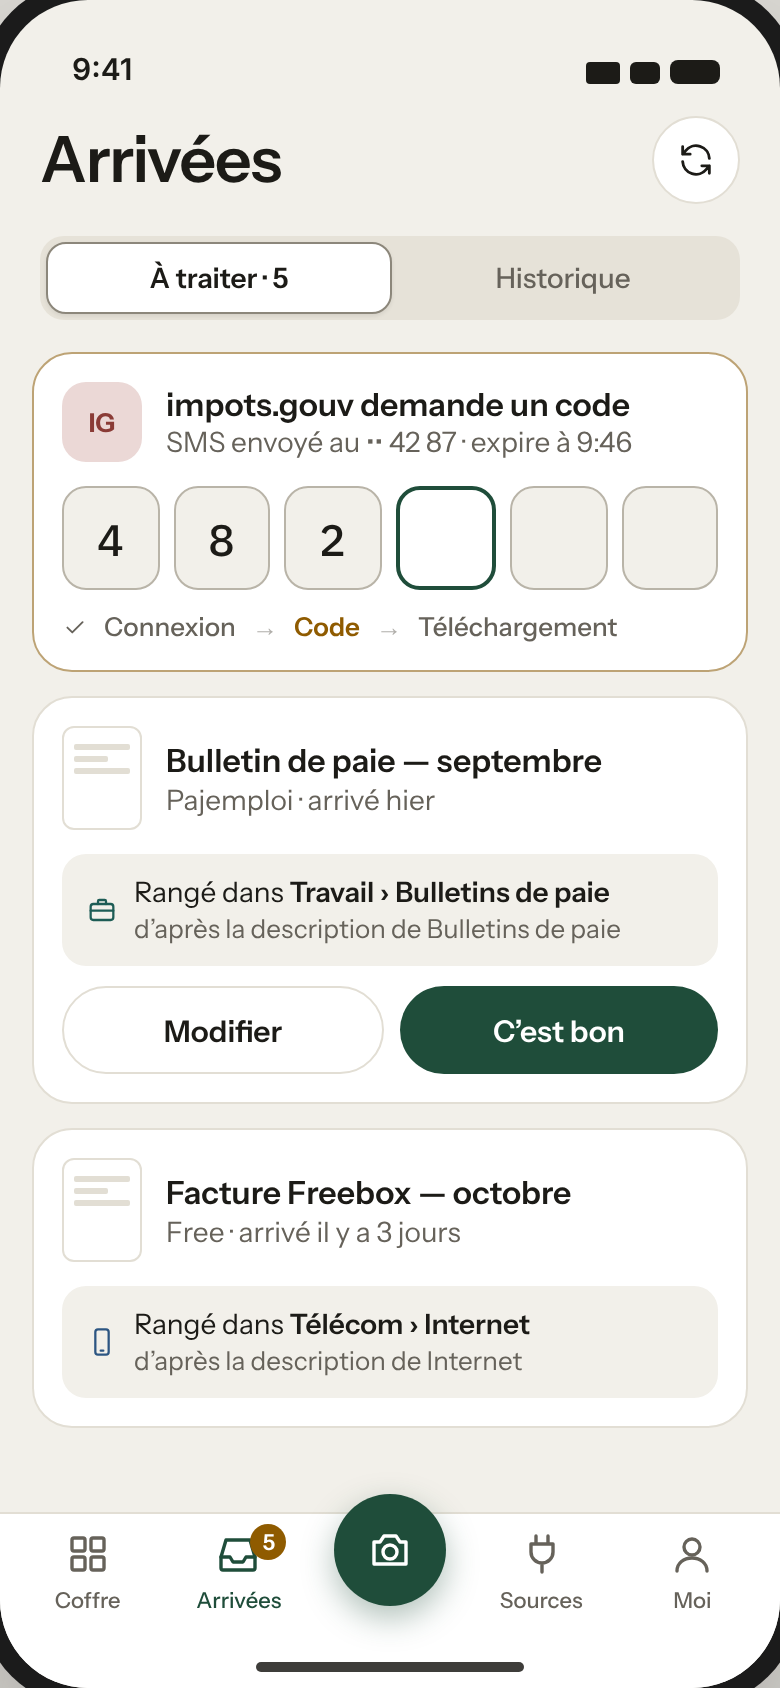 9:41
Arrivées
À traiter · 5
Historique
IG
impots.gouv demande un code
SMS envoyé au ·· 42 87 · expire à 9:46
4 8 2
✓ Connexion → Code → Téléchargement
Bulletin de paie — septembre
Pajemploi · arrivé hier
Rangé dans Travail › Bulletins de paie
d’après la description de Bulletins de paie
Modifier
C’est bon
Facture Freebox — octobre
Free · arrivé il y a 3 jours
Rangé dans Télécom › Internet
d’après la description de Internet
5
Coffre
Arrivées
Sources
Moi